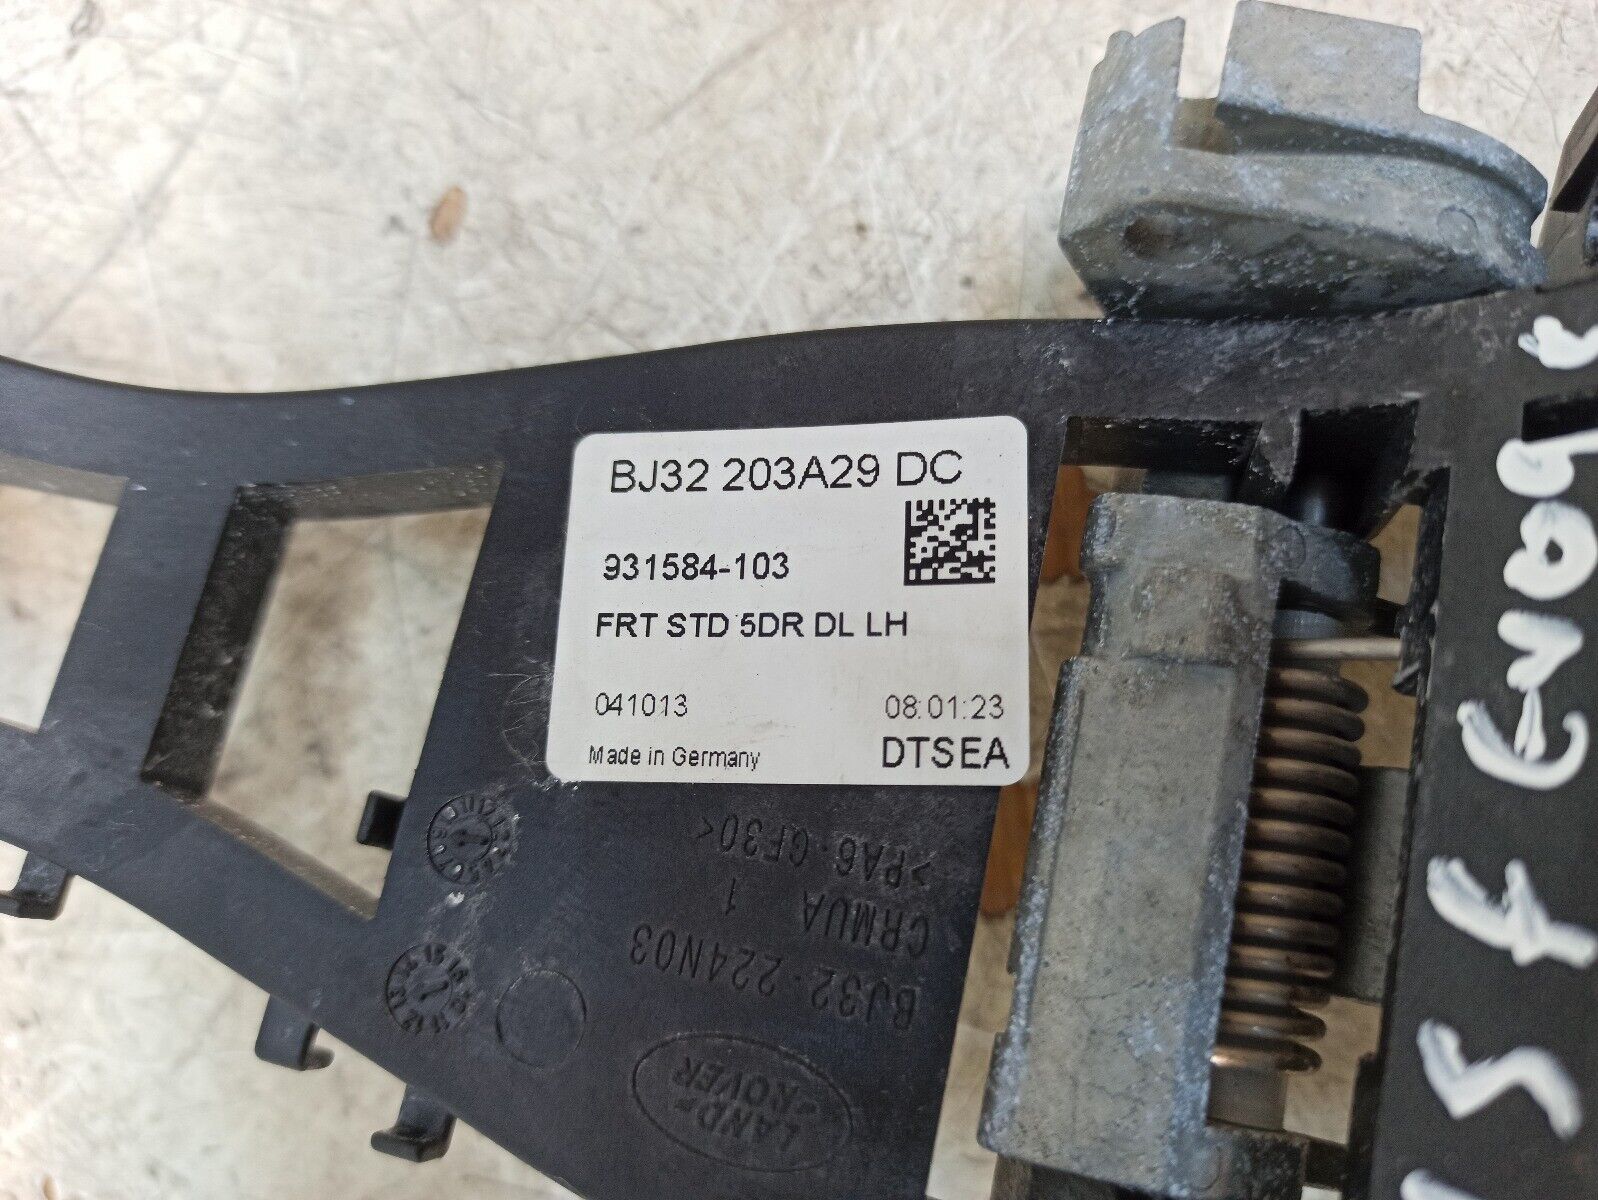 BJ32 203A29 DC
931584-103
FRT STD 5DR DL LH
041013 08:01:23
Made in Germany DTSEA
>PA6-GF30<
CRMUA 1
BJ32-224N03
LAND
ROVER
Evoque